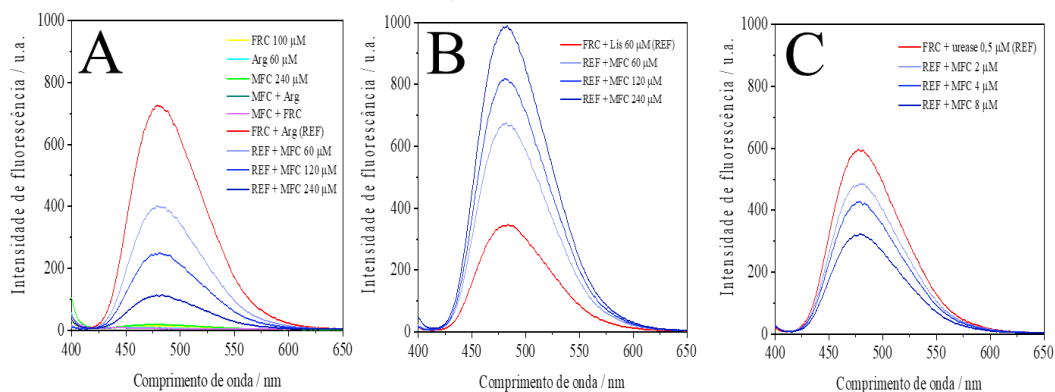 A
FRC 100 µM
Arg 60 µM
MFC 240 µM
MFC + Arg
MFC + FRC
FRC + Arg (REF)
REF + MFC 60 µM
REF + MFC 120 µM
REF + MFC 240 µM
Intensidade de fluorescência / u.a.
1000
800
600
400
200
0
400 450 500 550 600 650
Comprimento de onda / nm
B
FRC + Lis 60 µM (REF)
REF + MFC 60 µM
REF + MFC 120 µM
REF + MFC 240 µM
Intensidade de fluorescência / u.a.
1000
800
600
400
200
0
400 450 500 550 600 650
Comprimento de onda / nm
C
FRC + urease 0,5 µM (REF)
REF + MFC 2 µM
REF + MFC 4 µM
REF + MFC 8 µM
Intensidade de fluorescência / u.a.
1000
800
600
400
200
0
400 450 500 550 600 650
Comprimento de onda / nm